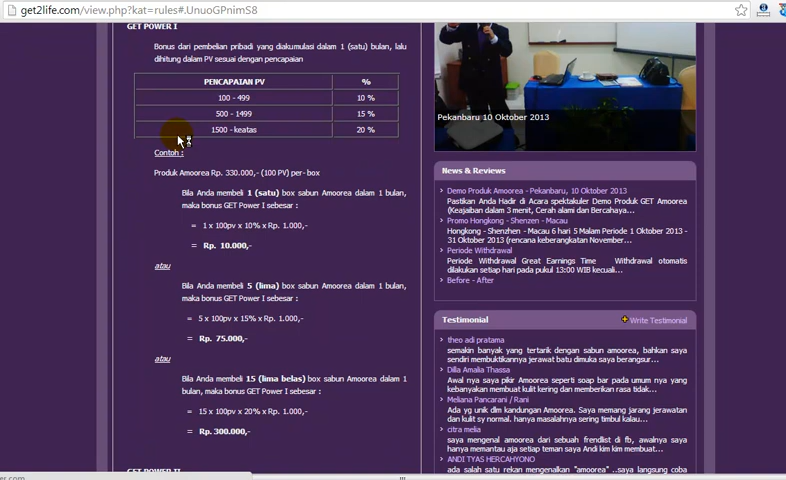 get2life.com/view.php?kat=rules#.UnuoGPnimS8
GET POWER I
Bonus dari pembelian pribadi yang diakumulasi dalam 1 (satu) bulan, lalu
dihitung dalam PV sesuai dengan pencapaian
PENCAPAIAN PV %
100 - 499 10 %
500 - 1499 15 %
1500 - keatas 20 %
Contoh :
Produk Amoorea Rp. 330.000,- (100 PV) per-box
Bila Anda membeli 1 (satu) box sabun Amoorea dalam 1 bulan,
maka bonus GET Power I sebesar :
= 1 x 100pv x 10% x Rp. 1.000,-
= Rp. 10.000,-
atau
Bila Anda membeli 5 (lima) box sabun Amoorea dalam 1 bulan,
maka bonus GET Power I sebesar :
= 5 x 100pv x 15% x Rp. 1.000,-
= Rp. 75.000,-
atau
Bila Anda membeli 15 (lima belas) box sabun Amoorea dalam 1
bulan, maka bonus GET Power I sebesar :
= 15 x 100pv x 20% x Rp. 1.000,-
= Rp. 300.000,-
GET POWER II
Pekanbaru 10 Oktober 2013
News & Reviews
Demo Produk Amoorea - Pekanbaru, 10 Oktober 2013
Pastikan Anda Hadir di Acara spektakuler Demo Produk GET Amoorea
(Keajaiban dalam 3 menit, Cerah alami dan Bercahaya...
Promo Hongkong - Shenzen - Macau
Hongkong - Shenzhen - Macau 6 hari 5 Malam Periode 1 Oktober 2013 -
31 Oktober 2013 (rencana keberangkatan November...
Periode Withdrawal
Periode Withdrawal Great Earnings Time Withdrawal otomatis
dilakukan setiap hari pada pukul 13:00 WIB kecuali...
Before - After
Testimonial
Write Testimonial
theo adi pratama
semakin banyak yang tertarik dengan sabun amoorea, bahkan saya
sendiri membuktikannya jerawat batu dimuka saya berangsur...
Dilla Amalia Thassa
Awal nya saya pikir Amoorea seperti soap bar pada umum nya yang
kebanyakan membuat kulit kering dan memberikan rasa tidak...
Meliana Pancarani / Rani
Ada yg unik dlm kandungan Amoorea. Saya memang jarang jerawatan
dan kulit sy normal. hanya masalahnya sering timbul kalau...
citra melia
saya mengenal amoorea dari sebuah frendlist di fb, awalnya saya
hanya memantau aja setiap teman saya Andi kim kim membuat...
ANDI TYAS HERCAHYONO
ada salah satu rekan mengenalkan "amoorea" ..saya langsung coba